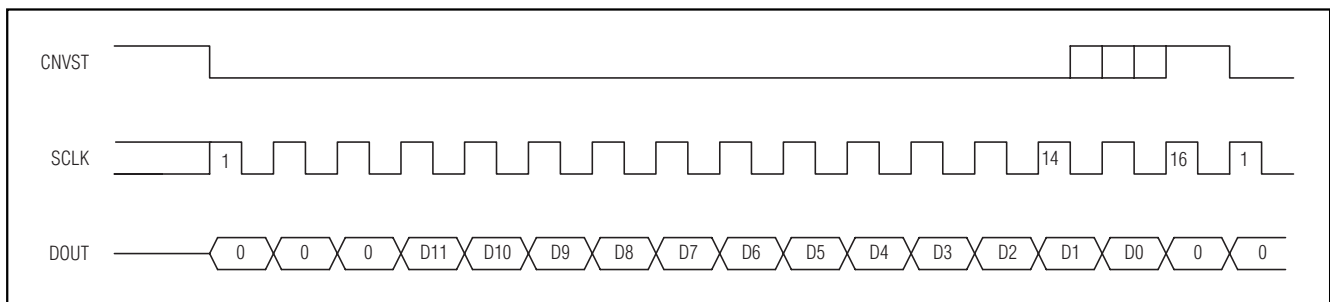 CNVST
SCLK 1 14 16 1
DOUT 0 0 0 D11 D10 D9 D8 D7 D6 D5 D4 D3 D2 D1 D0 0 0